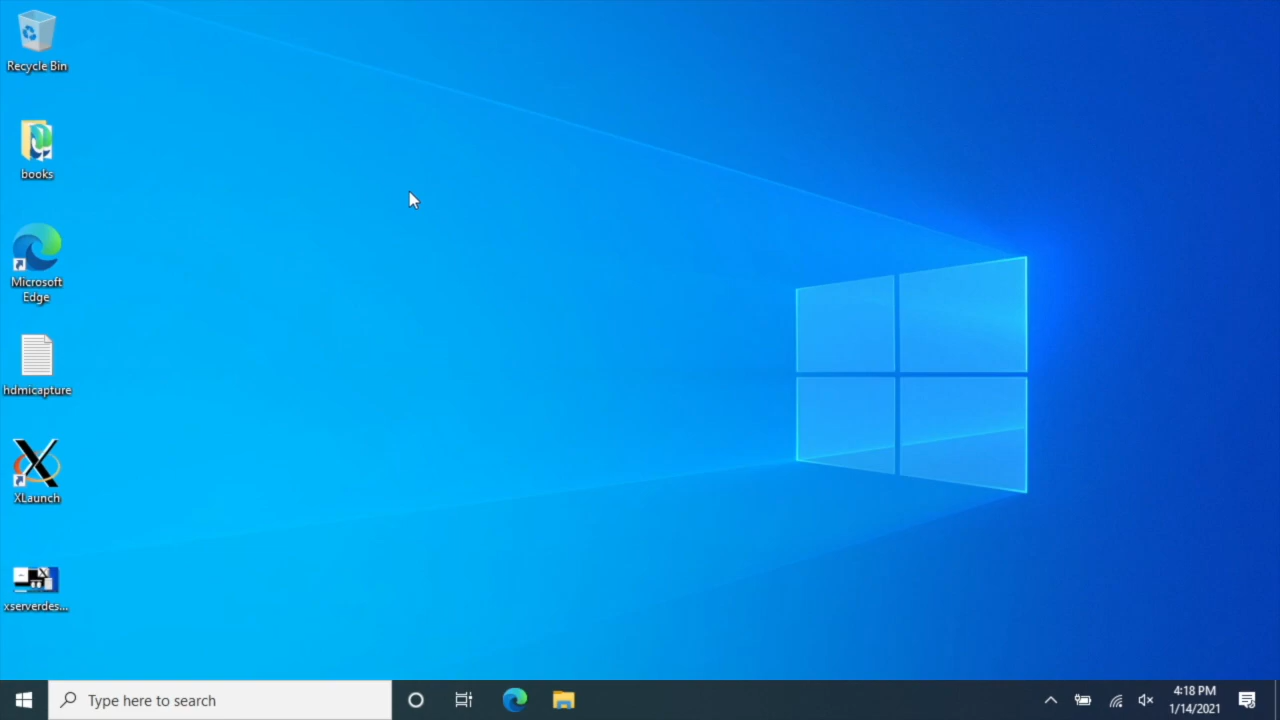 Recycle Bin
books
Microsoft
Edge
hdmicapture
XLaunch
xserverdes...
Type here to search
4:18 PM
1/14/2021